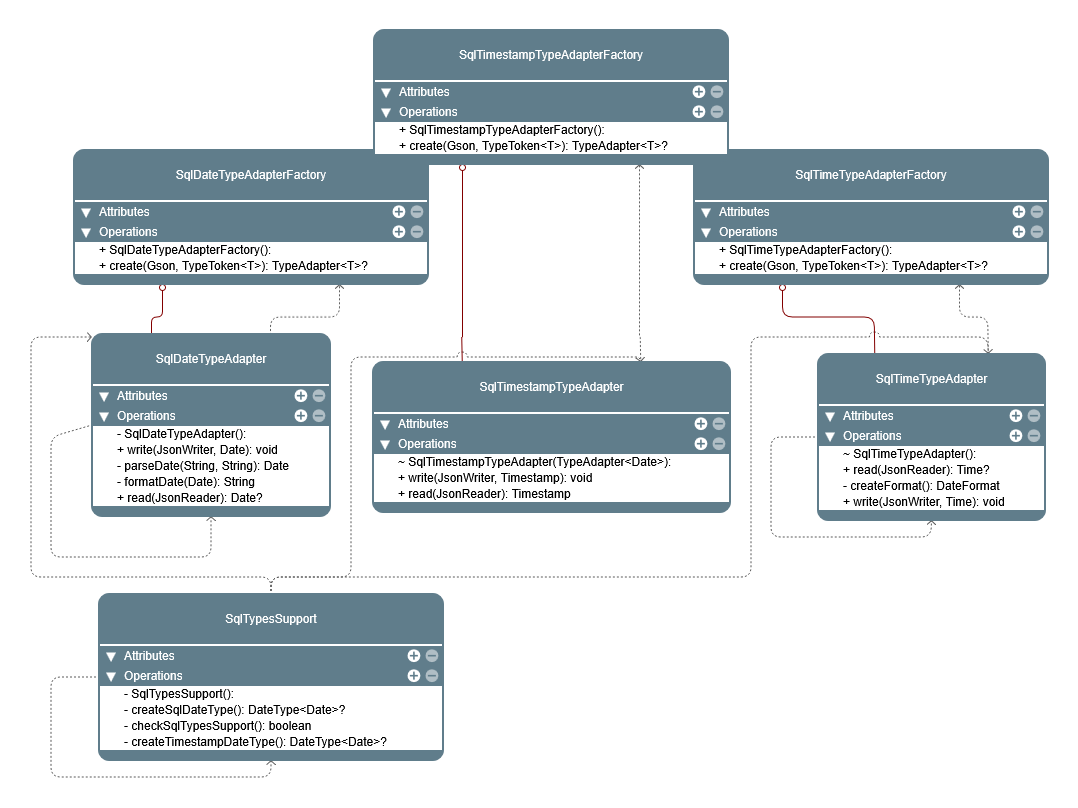 SqlTimestampTypeAdapterFactory
Attributes
Operations
+ SqlTimestampTypeAdapterFactory():
+ create(Gson, TypeToken<T>): TypeAdapter<T>?
SqlDateTypeAdapterFactory
Attributes
Operations
+ SqlDateTypeAdapterFactory():
+ create(Gson, TypeToken<T>): TypeAdapter<T>?
SqlTimeTypeAdapterFactory
Attributes
Operations
+ SqlTimeTypeAdapterFactory():
+ create(Gson, TypeToken<T>): TypeAdapter<T>?
SqlDateTypeAdapter
Attributes
Operations
- SqlDateTypeAdapter():
+ write(JsonWriter, Date): void
- parseDate(String, String): Date
- formatDate(Date): String
+ read(JsonReader): Date?
SqlTimestampTypeAdapter
Attributes
Operations
~ SqlTimestampTypeAdapter(TypeAdapter<Date>):
+ write(JsonWriter, Timestamp): void
+ read(JsonReader): Timestamp
SqlTimeTypeAdapter
Attributes
Operations
~ SqlTimeTypeAdapter():
+ read(JsonReader): Time?
- createFormat(): DateFormat
+ write(JsonWriter, Time): void
SqlTypesSupport
Attributes
Operations
- SqlTypesSupport():
- createSqlDateType(): DateType<Date>?
- checkSqlTypesSupport(): boolean
- createTimestampDateType(): DateType<Date>?